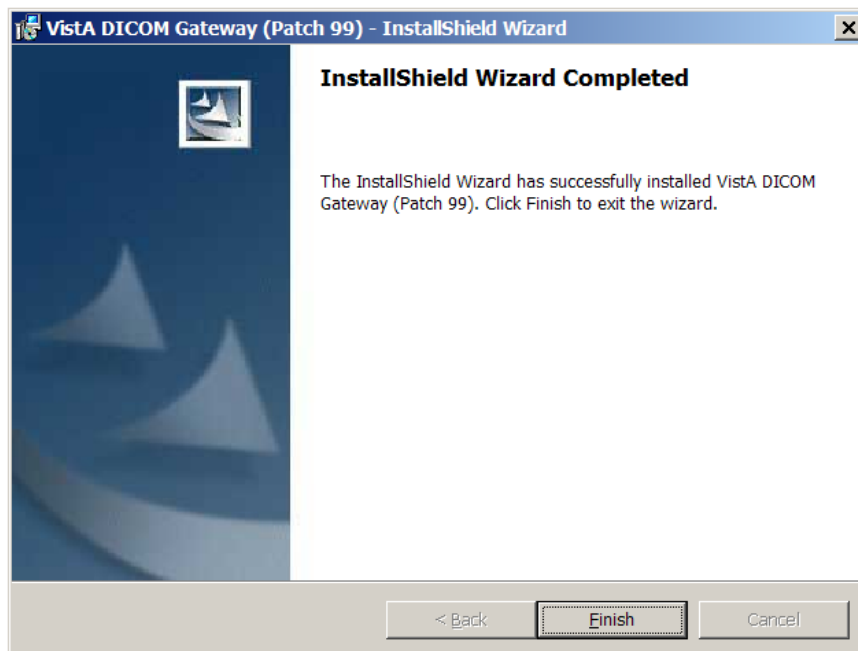 VistA DICOM Gateway (Patch 99) - InstallShield Wizard
InstallShield Wizard Completed
The InstallShield Wizard has successfully installed VistA DICOM
Gateway (Patch 99). Click Finish to exit the wizard.
< Back Finish Cancel